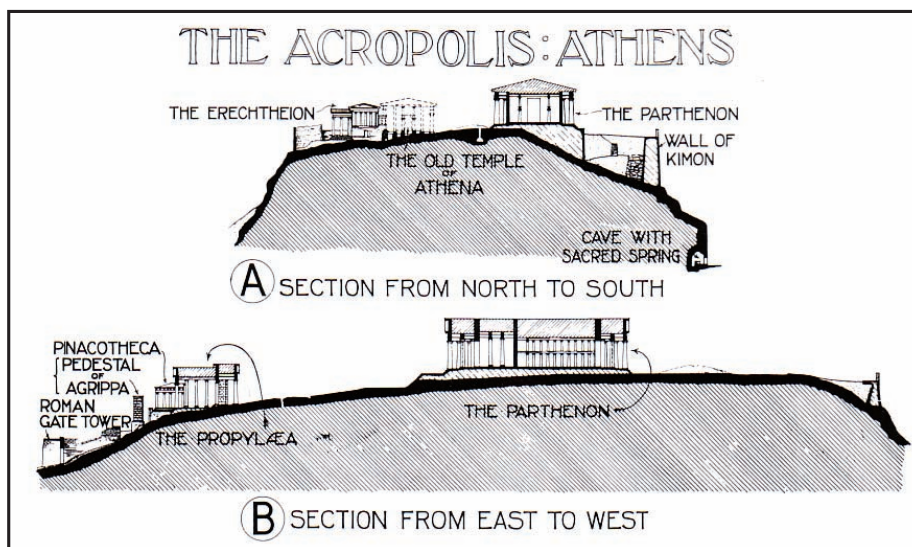 THE ACROPOLIS: ATHENS
THE ERECHTHEION
THE PARTHENON
WALL OF
KIMON
THE OLD TEMPLE
OF
ATHENA
CAVE WITH
SACRED SPRING
A SECTION FROM NORTH TO SOUTH
PINACOTHECA
PEDESTAL
OF
AGRIPPA
ROMAN
GATE TOWER
THE PROPYLÆA
THE PARTHENON
B SECTION FROM EAST TO WEST